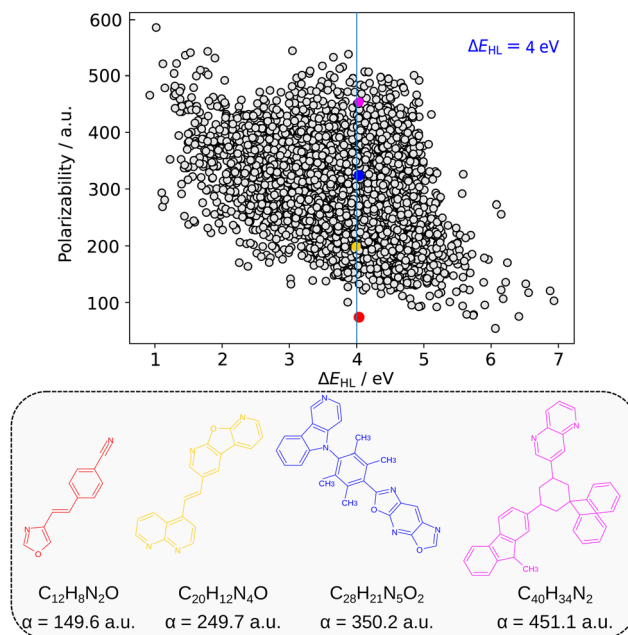 600
500
400
300
200
100
Polarizability / a.u.
ΔE_HL = 4 eV
1 2 3 4 5 6 7
ΔE_HL / eV
N
CH3
CH3
CH3
CH3
N
N
O
N
N
O
N
N
N
N
O
N
N
N
N
O
N
O
N
N
CH3
C₁₂H₈N₂O C₂₀H₁₂N₄O C₂₈H₂₁N₅O₂ C₄₀H₃₄N₂
α = 149.6 a.u. α = 249.7 a.u. α = 350.2 a.u. α = 451.1 a.u.